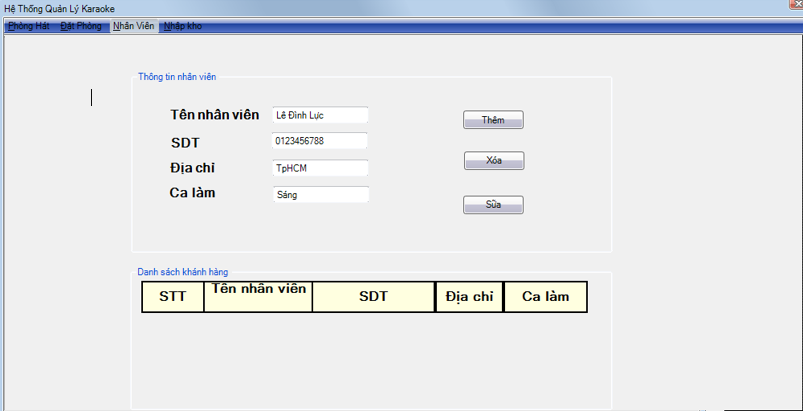 Hệ Thống Quản Lý Karaoke
Phòng Hát Đặt Phòng Nhân Viên Nhập kho
Thông tin nhân viên
Tên nhân viên Lê Đình Lực Thêm
SDT 0123456788
Địa chỉ TpHCM Xóa
Ca làm Sáng Sữa
Danh sách khánh hàng
STT Tên nhân viên SDT Địa chỉ Ca làm